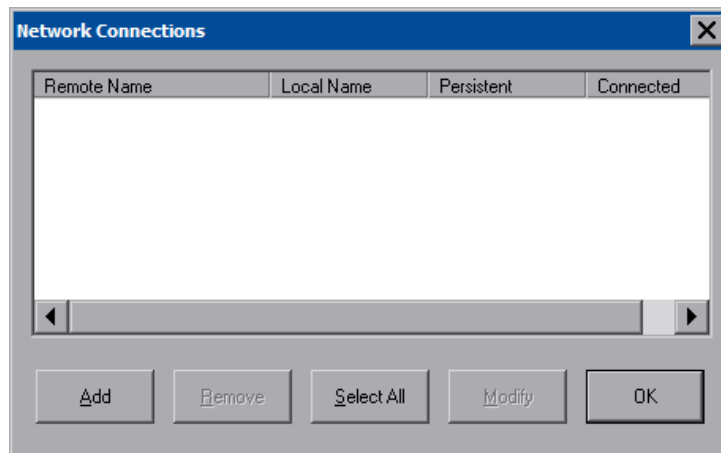 Network Connections
Remote Name Local Name Persistent Connected
Add Remove Select All Modify OK